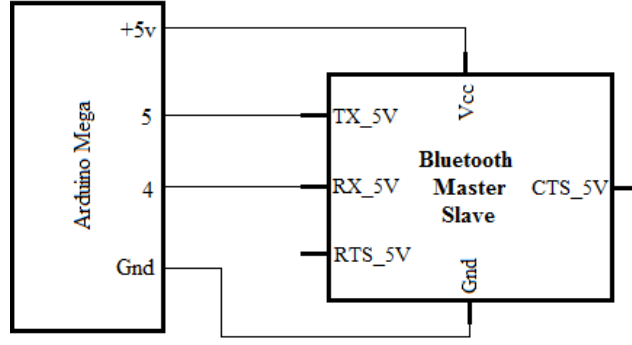 +5v
Arduino Mega
5
4
Gnd
Vcc
TX_5V
Bluetooth
Master
Slave
RX_5V
CTS_5V
RTS_5V
Gnd